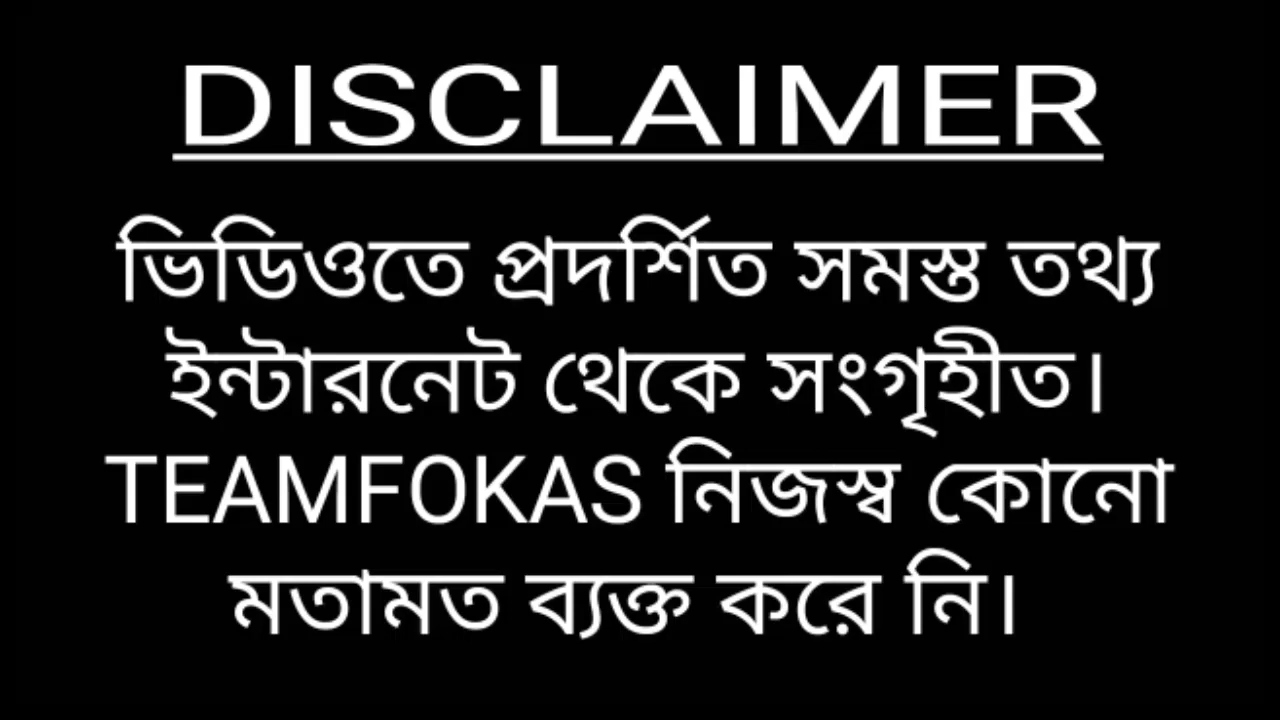 DISCLAIMER
ভিডিওতে প্রদর্শিত সমস্ত তথ্য
ইন্টারনেট থেকে সংগৃহীত।
TEAMFOKAS নিজস্ব কোনো
মতামত ব্যক্ত করে নি।